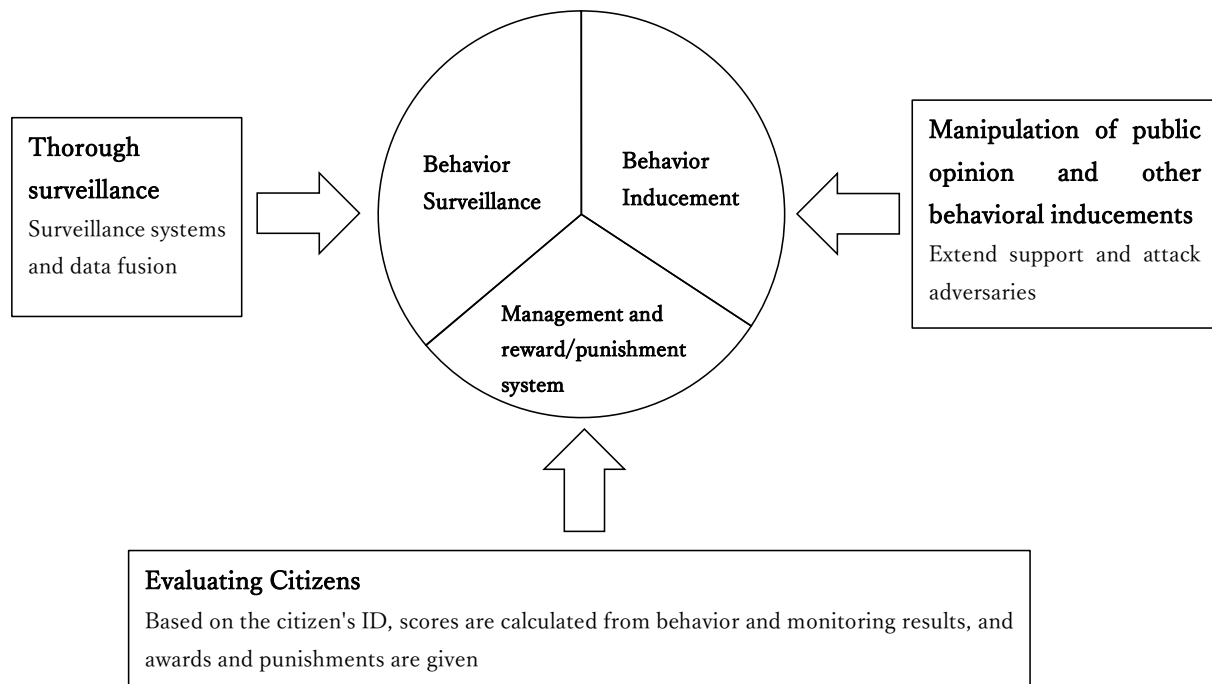 Thorough
surveillance
Surveillance systems
and data fusion
Behavior
Surveillance
Behavior
Inducement
Management and
reward/punishment
system
Manipulation of public
opinion and other
behavioral inducements
Extend support and attack
adversaries
Evaluating Citizens
Based on the citizen's ID, scores are calculated from behavior and monitoring results, and
awards and punishments are given